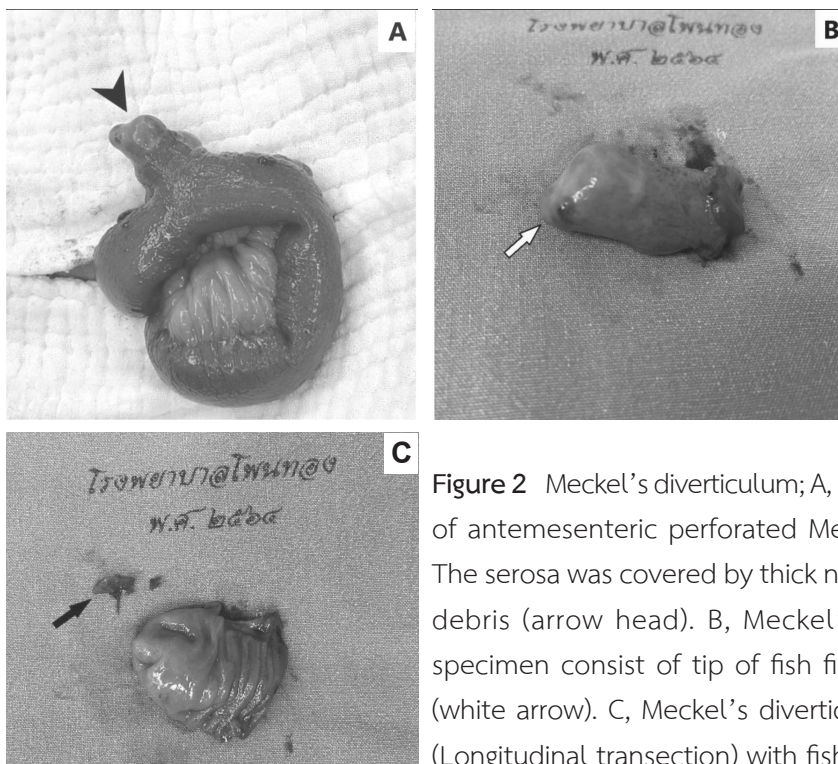 A
โรงพยาบาลโพนทอง
พ.ศ. ๒๕๖๔
B
โรงพยาบาลโพนทอง
พ.ศ. ๒๕๖๔
C
Figure 2 Meckel’s diverticulum; A,
of antemesenteric perforated
The serosa was covered by thick
debris (arrow head). B, Meckel
specimen consist of tip of fish
(white arrow). C, Meckel’s
(Longitudinal transection) with